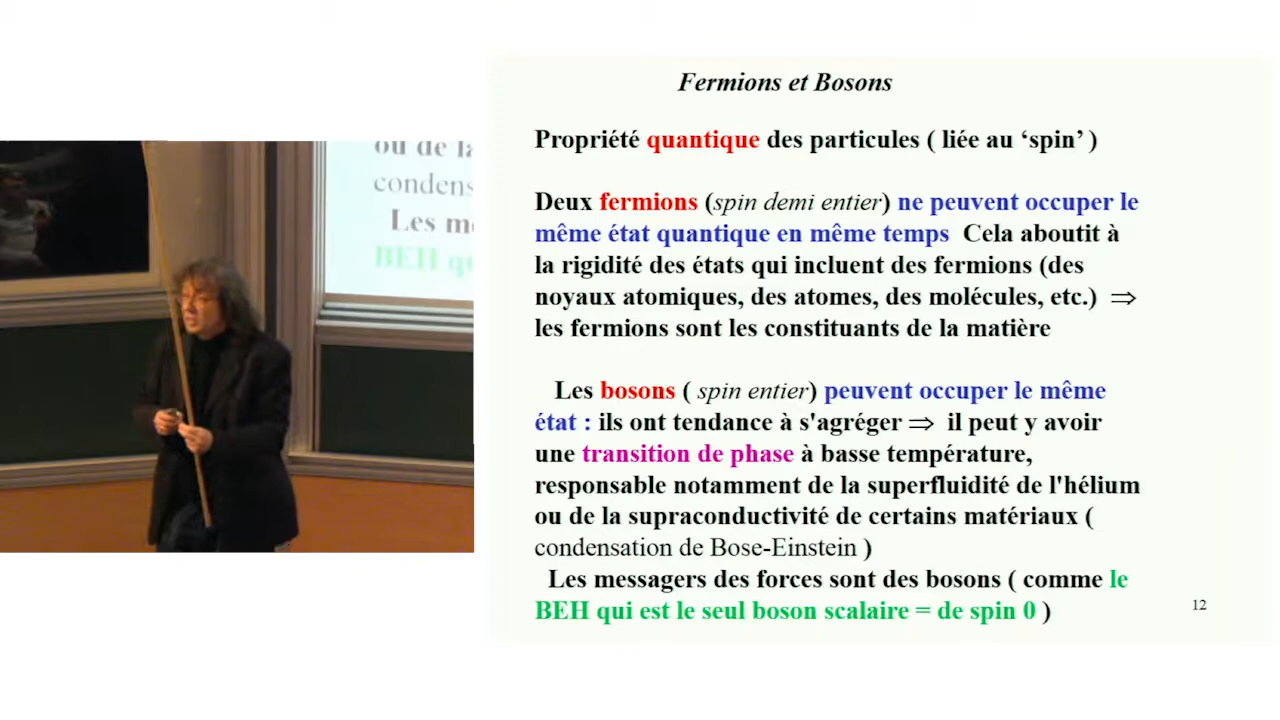 Fermions et Bosons
Propriété quantique des particules ( liée au ‘spin’ )
Deux fermions (spin demi entier) ne peuvent occuper le
même état quantique en même temps Cela aboutit à
la rigidité des états qui incluent des fermions (des
noyaux atomiques, des atomes, des molécules, etc.) ⇒
les fermions sont les constituants de la matière
Les bosons ( spin entier) peuvent occuper le même
état : ils ont tendance à s'agréger ⇒ il peut y avoir
une transition de phase à basse température,
responsable notamment de la superfluidité de l'hélium
ou de la supraconductivité de certains matériaux (
condensation de Bose-Einstein )
Les messagers des forces sont des bosons ( comme le
BEH qui est le seul boson scalaire = de spin 0 )
12
ou de la
condens
Les m
BEH qu